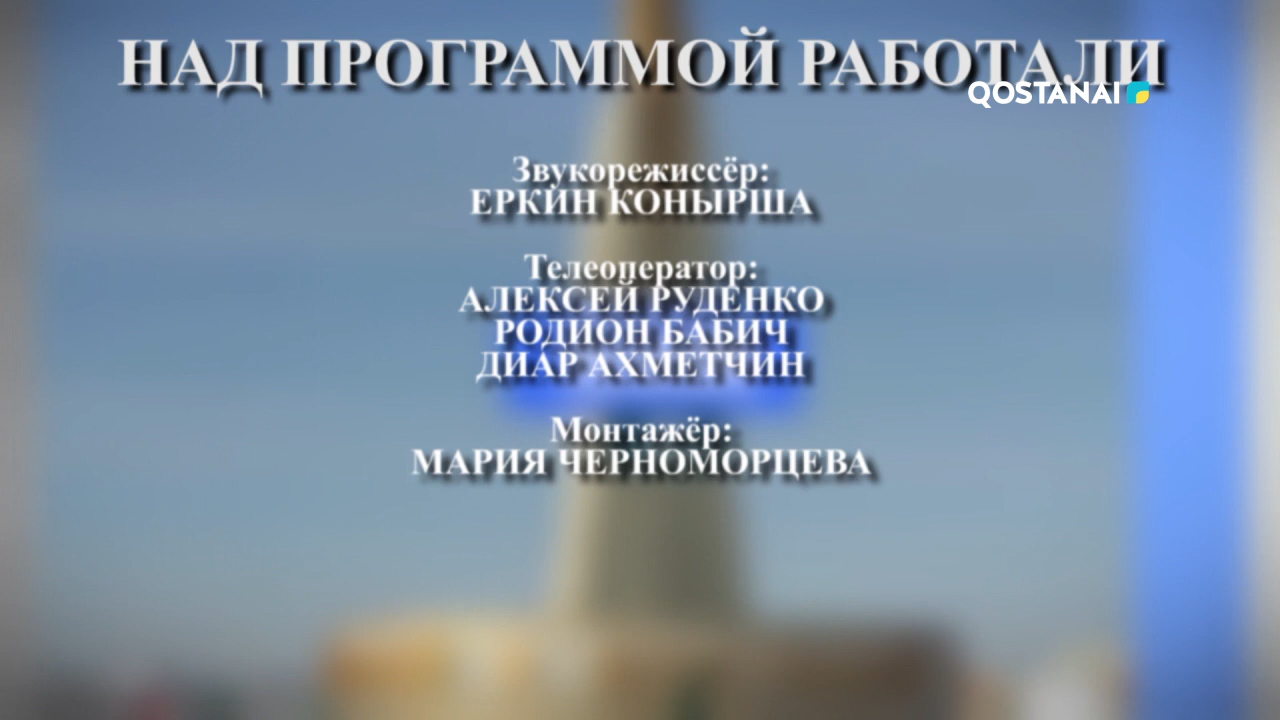 НАД ПРОГРАММОЙ РАБОТАЛИ
QOSTANAI
Звукорежиссёр:
ЕРКИН КОНЫРША
Телеоператор:
АЛЕКСЕЙ РУДЕНКО
РОДИОН БАБИЧ
ДИАР АХМЕТЧИН
Монтажёр:
МАРИЯ ЧЕРНОМОРЦЕВА